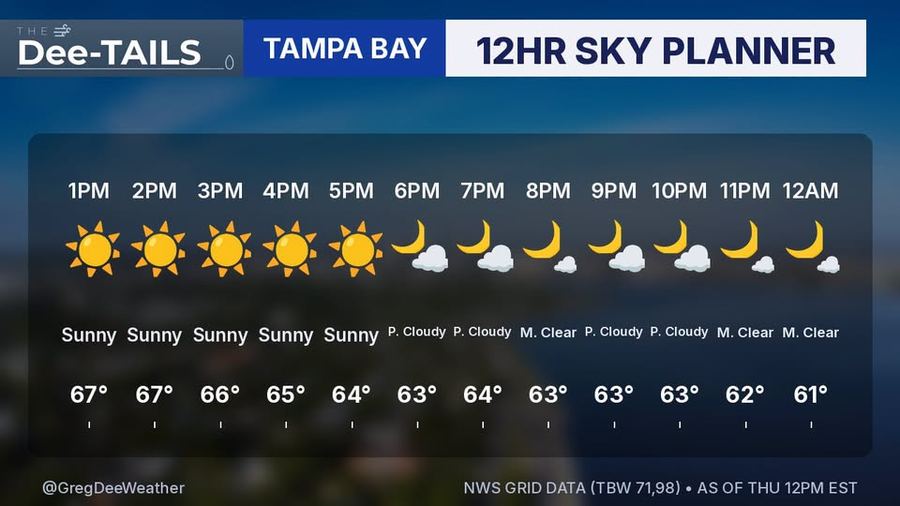 THE
Dee-TAILS
TAMPA BAY
12HR SKY PLANNER
1PM 2PM 3PM 4PM 5PM 6PM 7PM 8PM 9PM 10PM 11PM 12AM
Sunny Sunny Sunny Sunny Sunny P. Cloudy P. Cloudy M. Clear P. Cloudy P. Cloudy M. Clear M. Clear
67° 67° 66° 65° 64° 63° 64° 63° 63° 63° 62° 61°
@GregDeeWeather
NWS GRID DATA (TBW 71,98) • AS OF THU 12PM EST